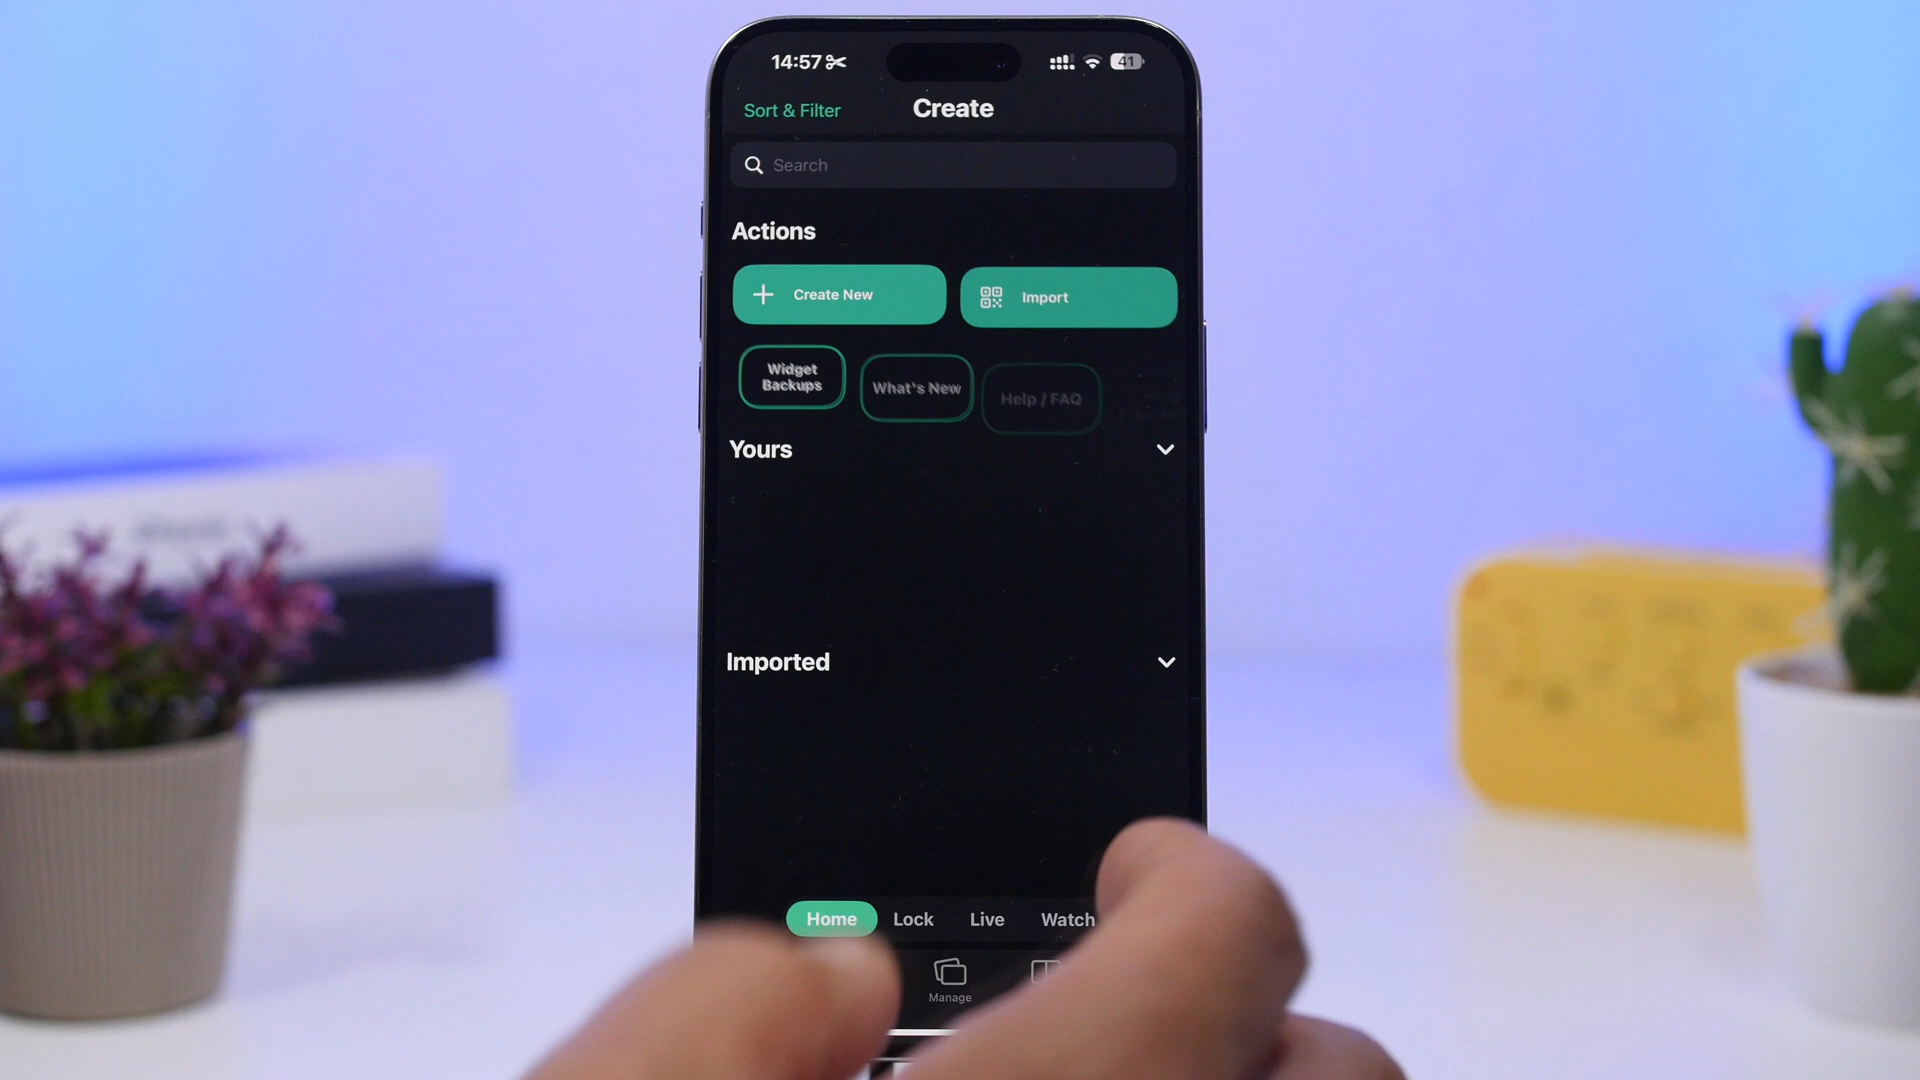 14:57
41
Sort & Filter
Create
Search
Actions
Create New
Import
Widget
Backups
What's New
Help / FAQ
Yours
Imported
Home
Lock
Live
Watch
Manage